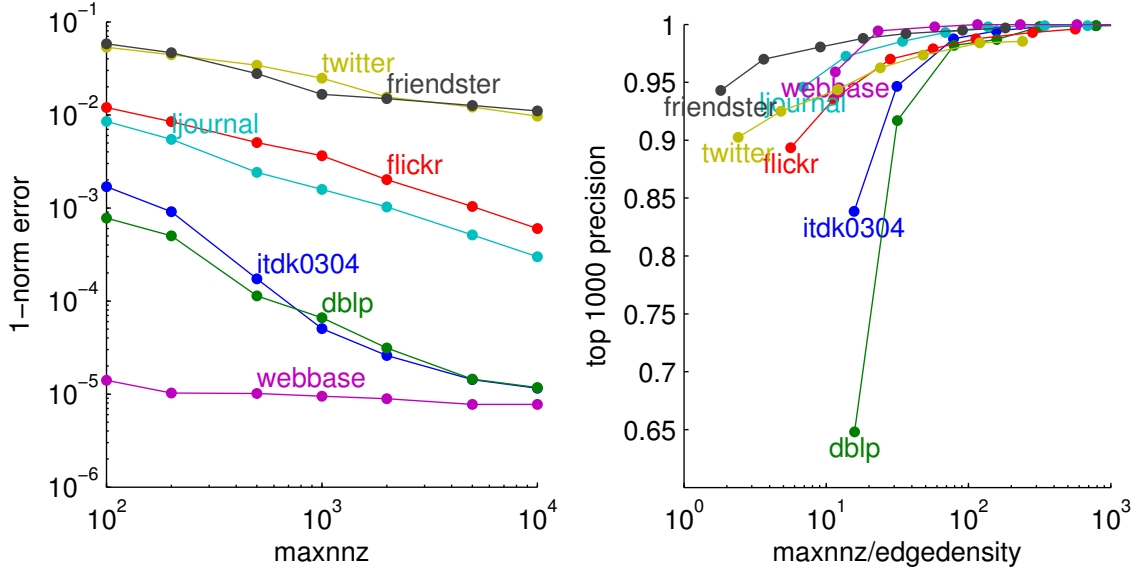 10^−1
10^−2
10^−3
10^−4
10^−5
10^−6
1−norm error
twitter
friendster
ljournal
flickr
itdk0304
dblp
webbase
10^2
10^3
10^4
maxnnz
1
0.95
0.9
0.85
0.8
0.75
0.7
0.65
top 1000 precision
webbase
friendster
ljournal
twitter
flickr
itdk0304
dblp
10^0
10^1
10^2
10^3
maxnnz/edgedensity